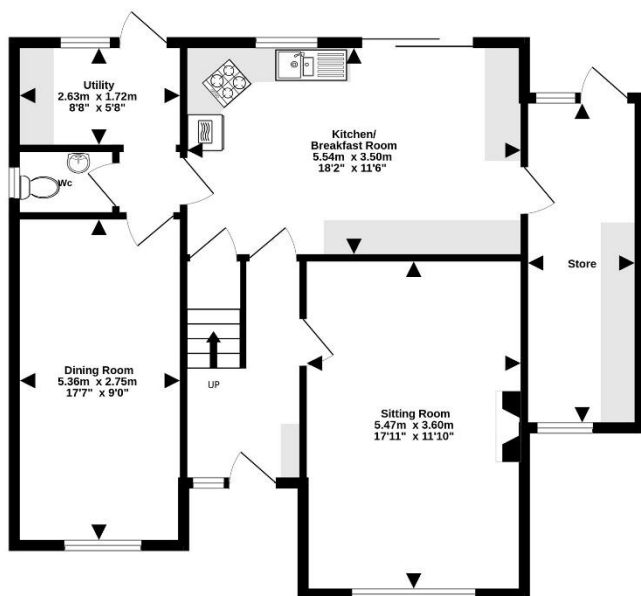 Utility
2.63m x 1.72m
8'8" x 5'8"
Kitchen/
Breakfast Room
5.54m x 3.50m
18'2" x 11'6"
Wc
Store
Dining Room
5.36m x 2.75m
17'7" x 9'0"
UP
Sitting Room
5.47m x 3.60m
17'11" x 11'10"